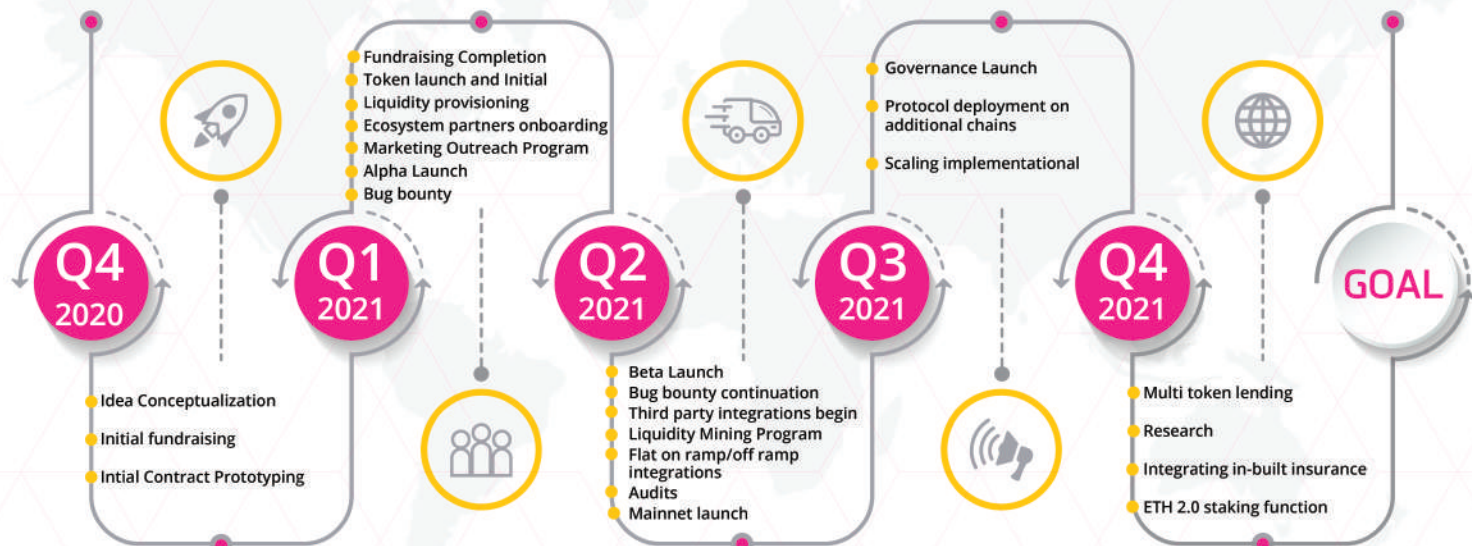 Q4
2020
Idea Conceptualization
Initial fundraising
Intial Contract Prototyping
Q1
2021
Fundraising Completion
Token launch and Initial
Liquidity provisioning
Ecosystem partners onboarding
Marketing Outreach Program
Alpha Launch
Bug bounty
Q2
2021
Beta Launch
Bug bounty continuation
Third party integrations begin
Liquidity Mining Program
Flat on ramp/off ramp
integrations
Audits
Mainnet launch
Q3
2021
Governance Launch
Protocol deployment on
additional chains
Scaling implementational
Q4
2021
Multi token lending
Research
Integrating in-built insurance
ETH 2.0 staking function
GOAL